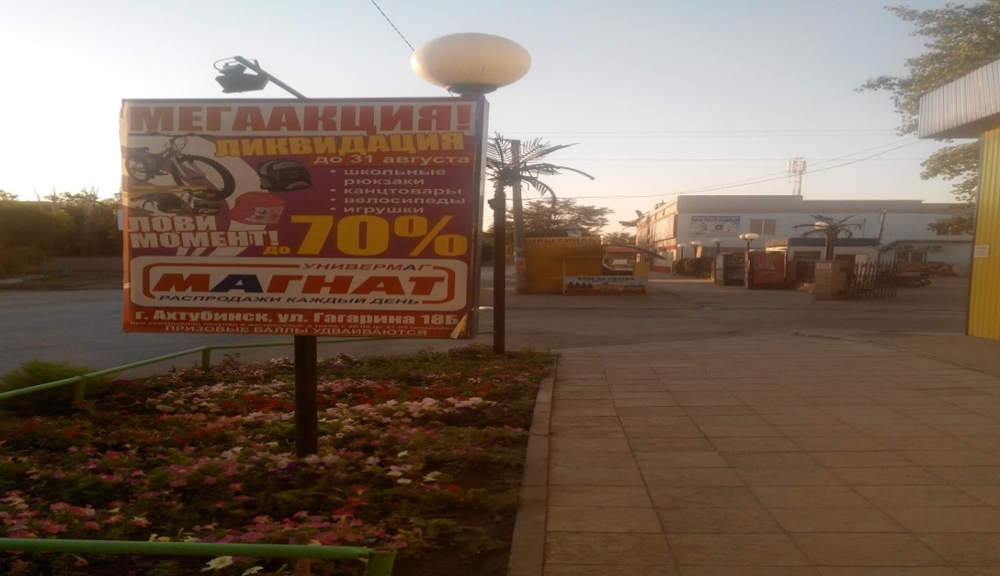 МЕГААКЦИЯ!
ЛИКВИДАЦИЯ
до 31 августа
• школьные
рюкзаки
• канцтовары
• велосипеды
• игрушки
ЛОВИ
МОМЕНТ!
до 70%
УНИВЕРМАГ
МАГНАТ
РАСПРОДАЖИ КАЖДЫЙ ДЕНЬ
г. Ахтубинск, ул. Гагарина 18Б
ПРИЗОВЫЕ БАЛЛЫ УДВАИВАЮТСЯ